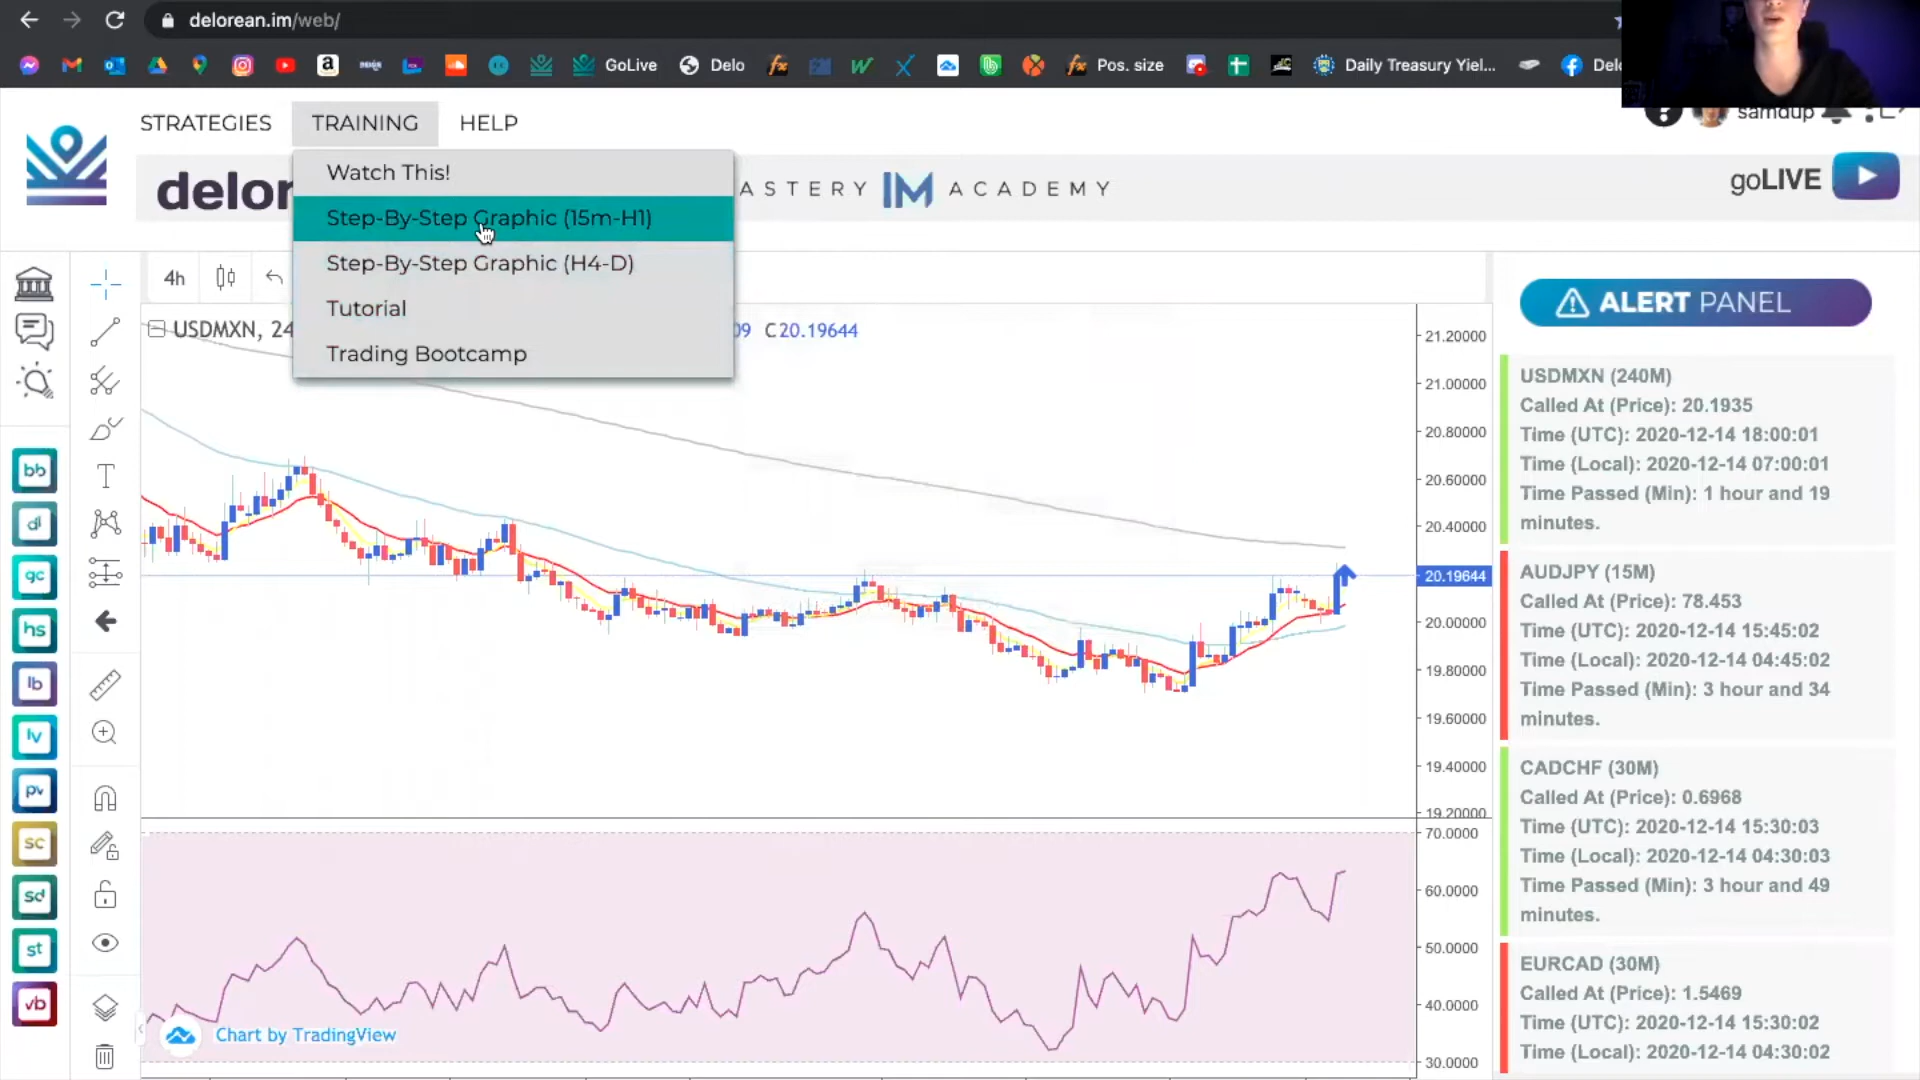 delorean.im/web/
GoLive
Delo
Pos. size
Daily Treasury Yiel...
STRATEGIES
TRAINING
HELP
samdup
Watch This!
Step-By-Step Graphic (15m-H1)
Step-By-Step Graphic (H4-D)
Tutorial
Trading Bootcamp
delor
ASTERY IM ACADEMY
goLIVE
4h
USDMXN, 24
09 C20.19644
21.20000
21.00000
20.80000
20.60000
20.40000
20.19644
20.00000
19.80000
19.60000
19.40000
19.20000
70.0000
60.0000
50.0000
40.0000
30.0000
bb
dl
gc
hs
lb
lv
pv
sc
sd
st
vb
T
Chart by TradingView
ALERT PANEL
USDMXN (240M)
Called At (Price): 20.1935
Time (UTC): 2020-12-14 18:00:01
Time (Local): 2020-12-14 07:00:01
Time Passed (Min): 1 hour and 19
minutes.
AUDJPY (15M)
Called At (Price): 78.453
Time (UTC): 2020-12-14 15:45:02
Time (Local): 2020-12-14 04:45:02
Time Passed (Min): 3 hour and 34
minutes.
CADCHF (30M)
Called At (Price): 0.6968
Time (UTC): 2020-12-14 15:30:03
Time (Local): 2020-12-14 04:30:03
Time Passed (Min): 3 hour and 49
minutes.
EURCAD (30M)
Called At (Price): 1.5469
Time (UTC): 2020-12-14 15:30:02
Time (Local): 2020-12-14 04:30:02